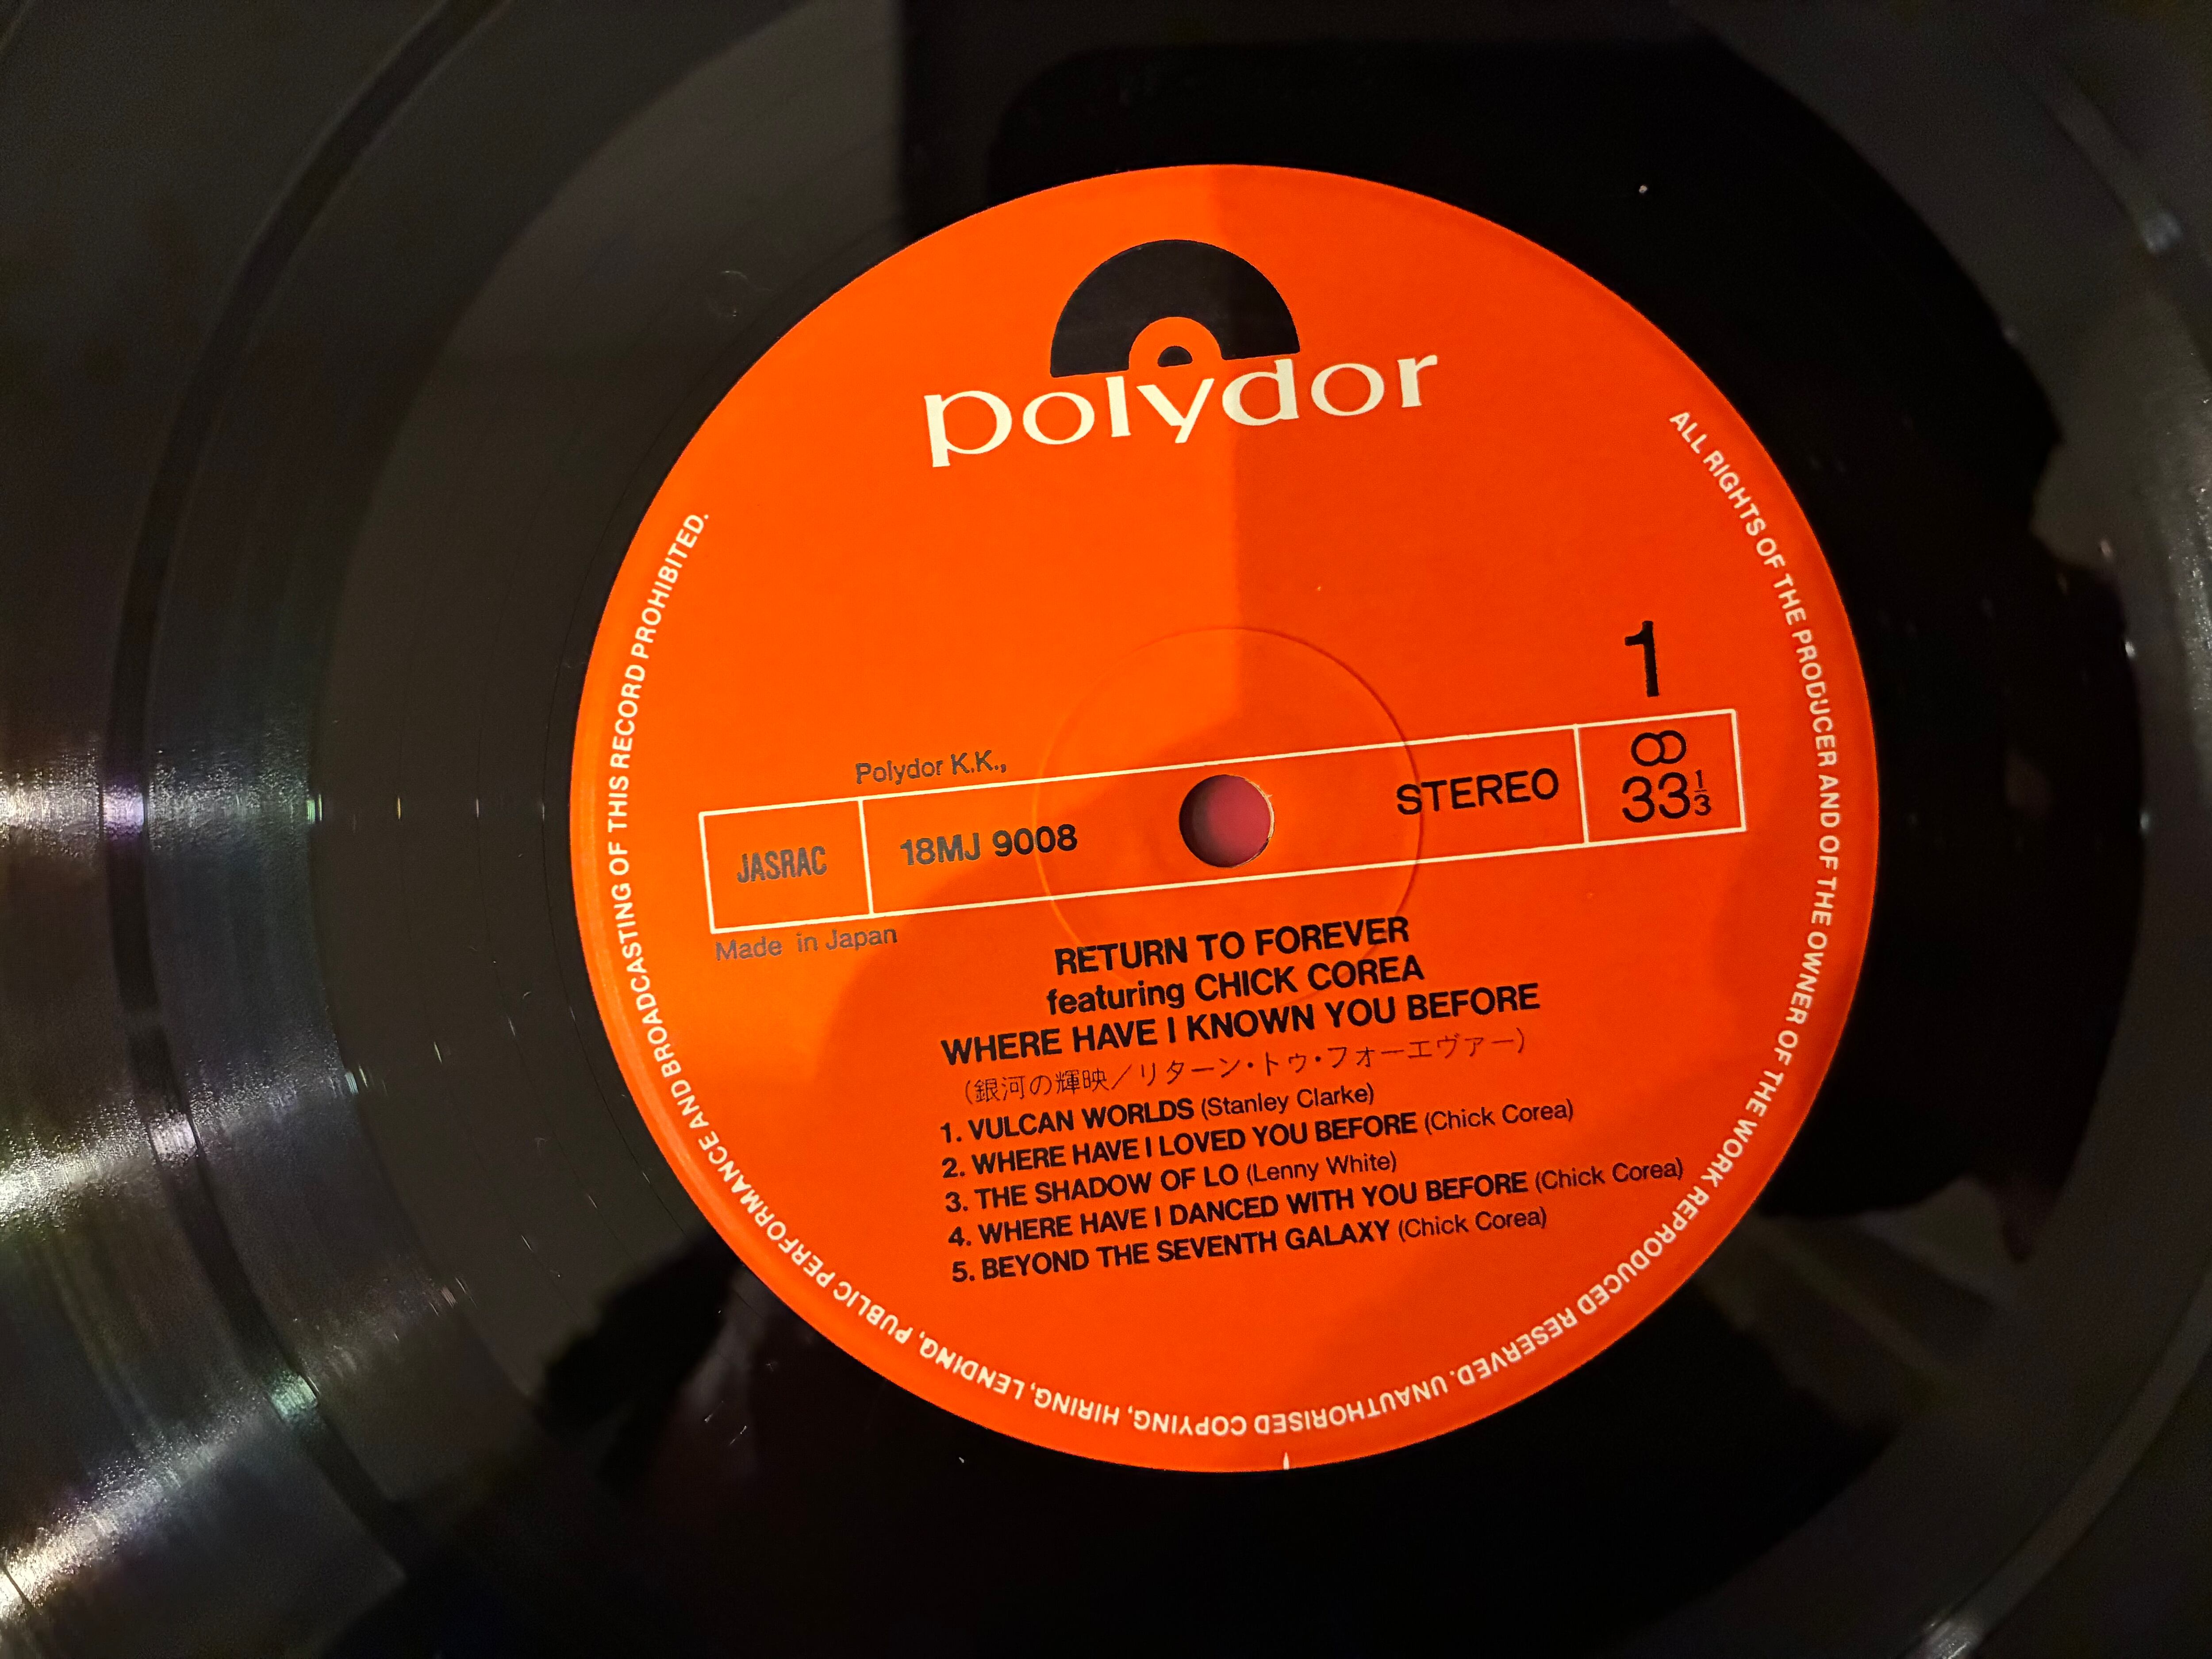 polydor
1
Polydor K.K.,
JASRAC
18MJ 9008
STEREO
33 1/3
Made in Japan
RETURN TO FOREVER
featuring CHICK COREA
WHERE HAVE I KNOWN YOU BEFORE
(銀河の輝映／リターン・トゥ・フォーエヴァー)
1. VULCAN WORLDS (Stanley Clarke)
2. WHERE HAVE I LOVED YOU BEFORE (Chick Corea)
3. THE SHADOW OF LO (Lenny White)
4. WHERE HAVE I DANCED WITH YOU BEFORE (Chick Corea)
5. BEYOND THE SEVENTH GALAXY (Chick Corea)
ALL RIGHTS OF THE PRODUCER AND OF THE OWNER OF THE WORK REPRODUCED RESERVED. UNAUTHORISED COPYING, HIRING, LENDING, PUBLIC PERFORMANCE AND BROADCASTING OF THIS RECORD PROHIBITED.